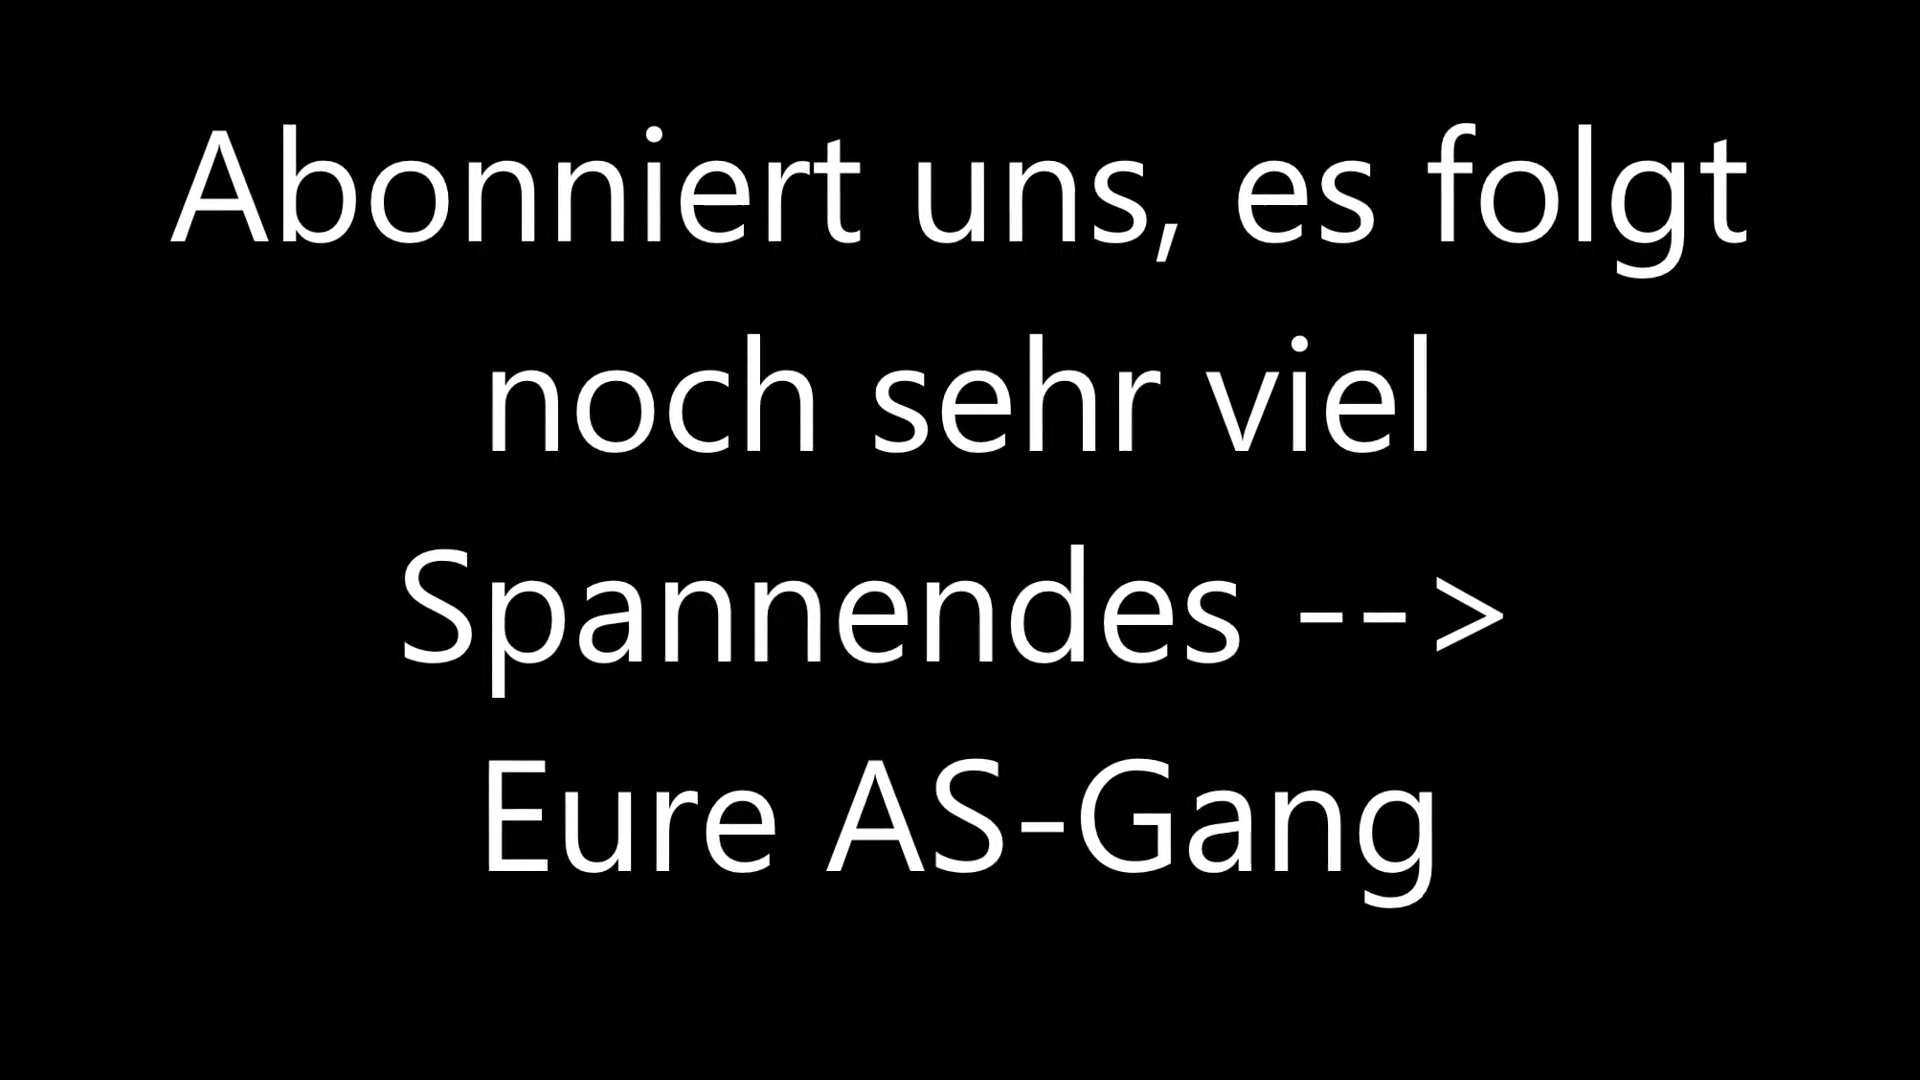 Abonniert uns, es folgt
noch sehr viel
Spannendes -->
Eure AS-Gang